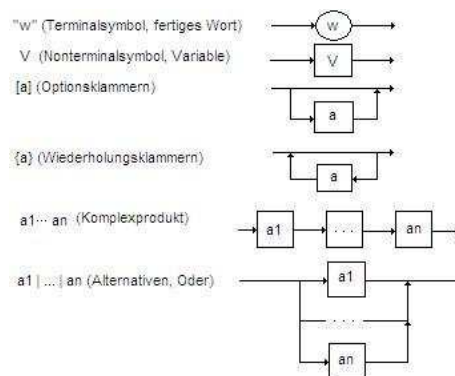 "w" (Terminalsymbol, fertiges Wort) w
V (Nonterminalsymbol, Variable) V
[a] (Optionsklammern)
a
{a} (Wiederholungsklammern)
a
a1··· an (Komplexprodukt) a1 ... an
a1 | ... | an (Alternativen, Oder) a1
...
an